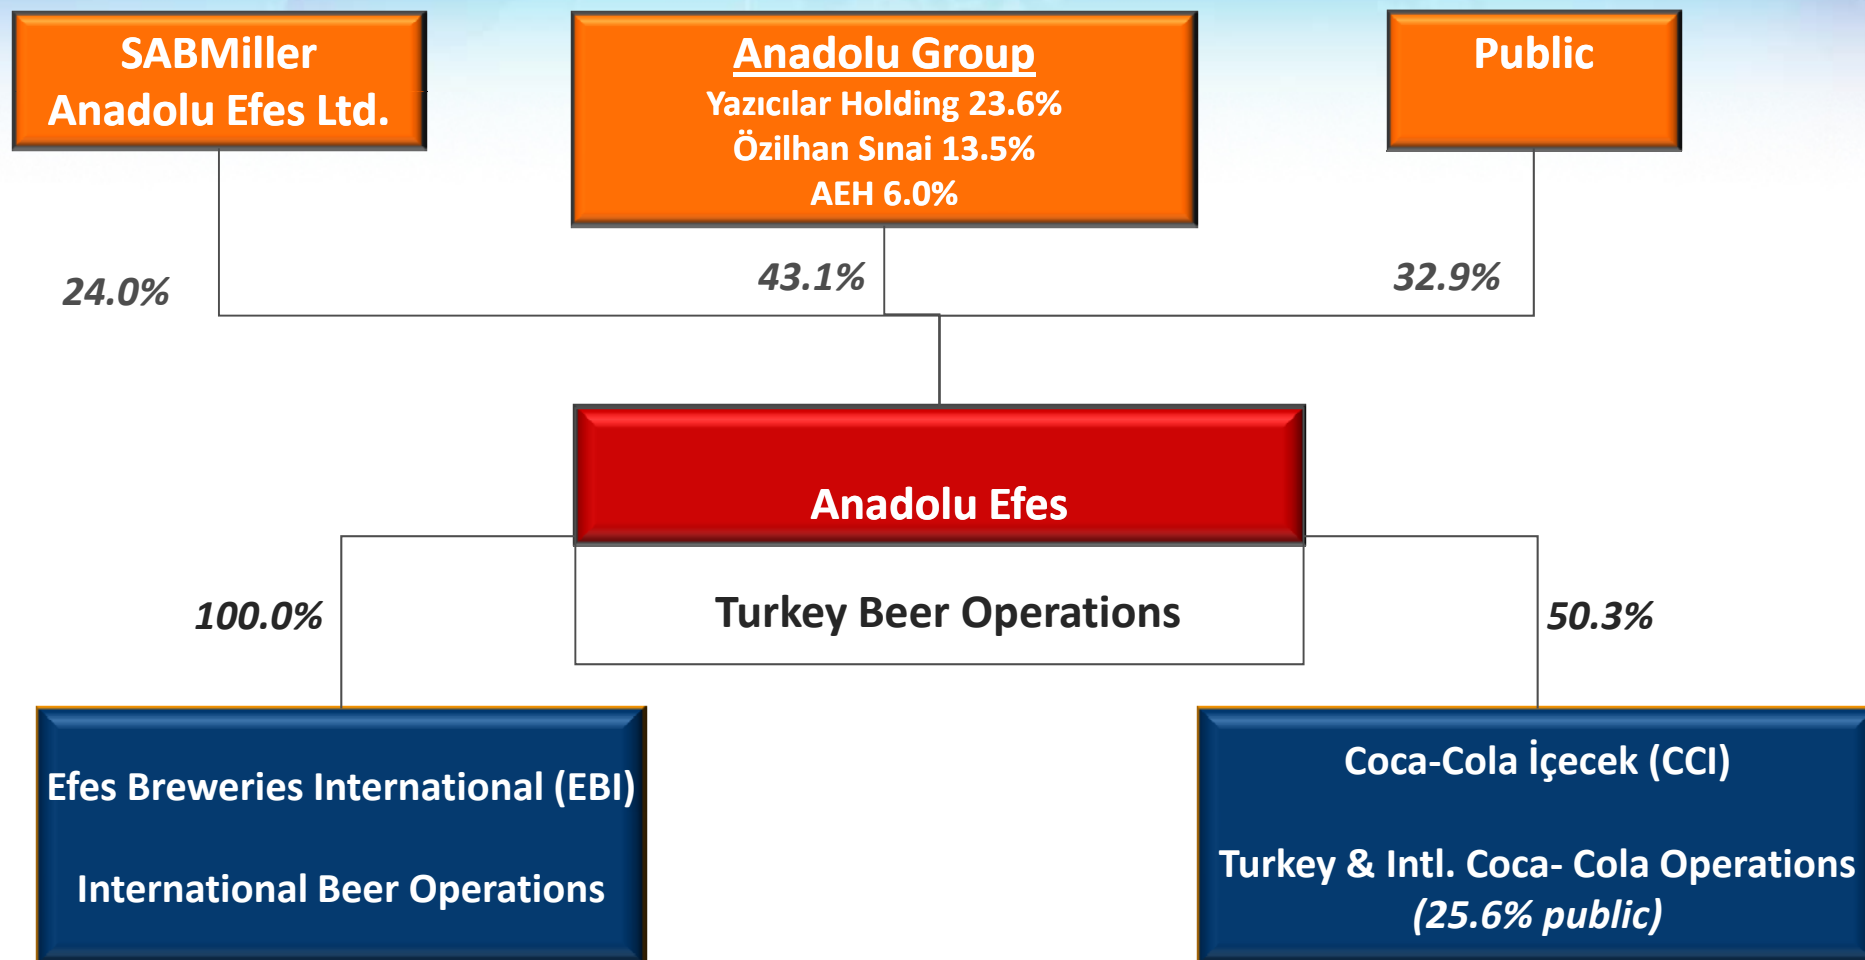 SABMiller
Anadolu Efes Ltd.
Anadolu Group
Yazıcılar Holding 23.6%
Özilhan Sınai 13.5%
AEH 6.0%
Public
24.0%
43.1%
32.9%
Anadolu Efes
Turkey Beer Operations
100.0%
50.3%
Efes Breweries International (EBI)
International Beer Operations
Coca-Cola İçecek (CCI)
Turkey & Intl. Coca- Cola Operations
(25.6% public)